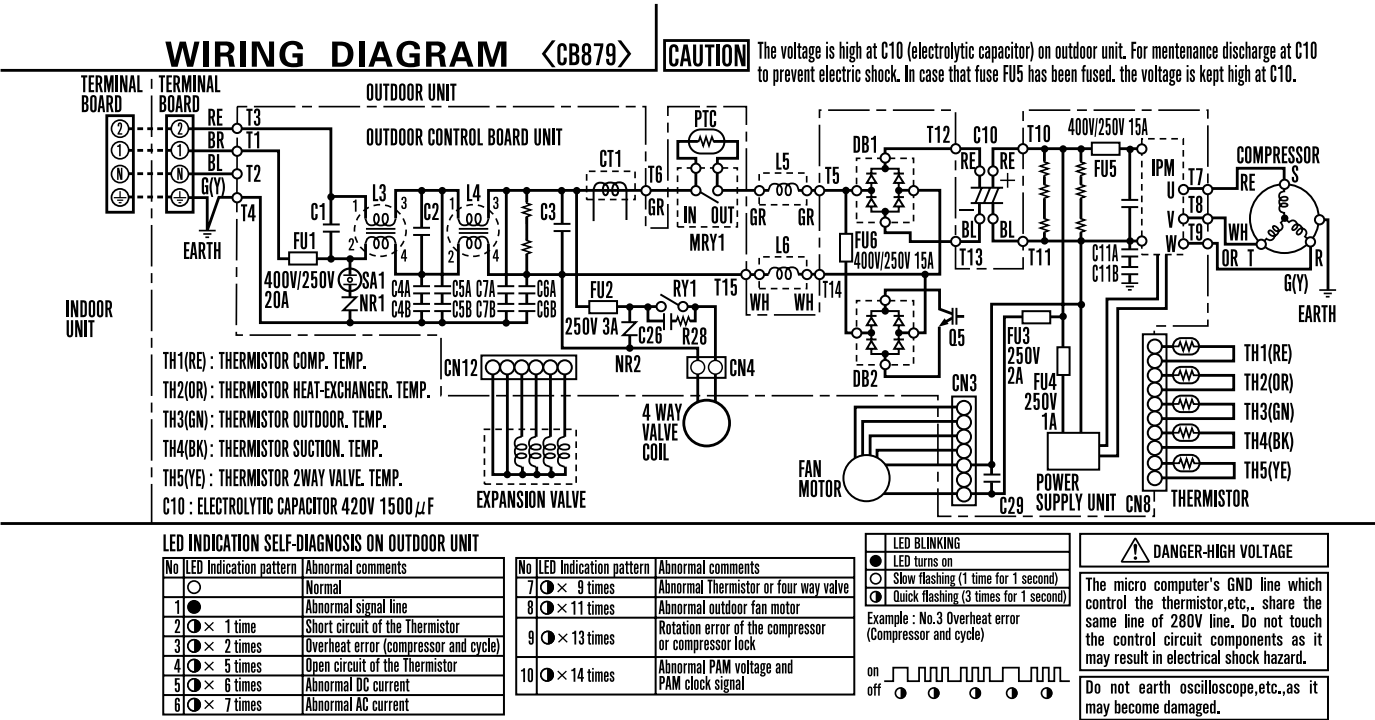 WIRING DIAGRAM 〈CB879〉
CAUTION
The voltage is high at C10 (electrolytic capacitor) on outdoor unit. For mentenance discharge at C10
to prevent electric shock. In case that fuse FU5 has been fused. the voltage is kept high at C10.
TERMINAL
BOARD
TERMINAL
BOARD
OUTDOOR UNIT
OUTDOOR CONTROL BOARD UNIT
2
1
N
2
1
N
RE
BR
BL
G(Y)
T3
T1
T2
T4
EARTH
INDOOR
UNIT
C1
FU1
400V/250V
20A
L3
1
3
2
4
SA1
NR1
C2
C4A
C4B
L4
1
3
2
4
C5A
C5B
C7A
C7B
C6A
C6B
C3
CT1
T6
GR
PTC
IN OUT
MRY1
L5
GR
GR
L6
T15
WH
WH
T14
T5
DB1
FU6
400V/250V 15A
DB2
Q5
T12
T13
C10
RE
RE
+
−
BL
BL
T10
T11
400V/250V 15A
FU5
C11A
C11B
IPM
U
V
W
T7
T8
T9
RE
WH
OR
T
S
R
COMPRESSOR
G(Y)
EARTH
FU2
250V 3A
RY1
C26
R28
NR2
CN4
4 WAY
VALVE
COIL
CN12
EXPANSION VALVE
FAN
MOTOR
CN3
C29
FU3
250V
2A
FU4
250V
1A
POWER
SUPPLY UNIT
CN8
THERMISTOR
TH1(RE)
TH2(OR)
TH3(GN)
TH4(BK)
TH5(YE)
TH1(RE) : THERMISTOR COMP. TEMP.
TH2(OR) : THERMISTOR HEAT-EXCHANGER. TEMP.
TH3(GN) : THERMISTOR OUTDOOR. TEMP.
TH4(BK) : THERMISTOR SUCTION. TEMP.
TH5(YE) : THERMISTOR 2WAY VALVE. TEMP.
C10 : ELECTROLYTIC CAPACITOR 420V 1500μF
LED INDICATION SELF-DIAGNOSIS ON OUTDOOR UNIT
No LED Indication pattern Abnormal comments
○ Normal
1 ● Abnormal signal line
2 ◑× 1 time Short circuit of the Thermistor
3 ◑× 2 times Overheat error (compressor and cycle)
4 ◑× 5 times Open circuit of the Thermistor
5 ◑× 6 times Abnormal DC current
6 ◑× 7 times Abnormal AC current
No LED Indication pattern Abnormal comments
7 ◑× 9 times Abnormal Thermistor or four way valve
8 ◑× 11 times Abnormal outdoor fan motor
9 ◑× 13 times Rotation error of the compressor
or compressor lock
10 ◑× 14 times Abnormal PAM voltage and
PAM clock signal
LED BLINKING
● LED turns on
○ Slow flashing (1 time for 1 second)
◑ Quick flashing (3 times for 1 second)
Example : No.3 Overheat error
(Compressor and cycle)
on
off
DANGER-HIGH VOLTAGE
The micro computer's GND line which
control the thermistor,etc,. share the
same line of 280V line. Do not touch
the control circuit components as it
may result in electrical shock hazard.
Do not earth oscilloscope,etc.,as it
may become damaged.